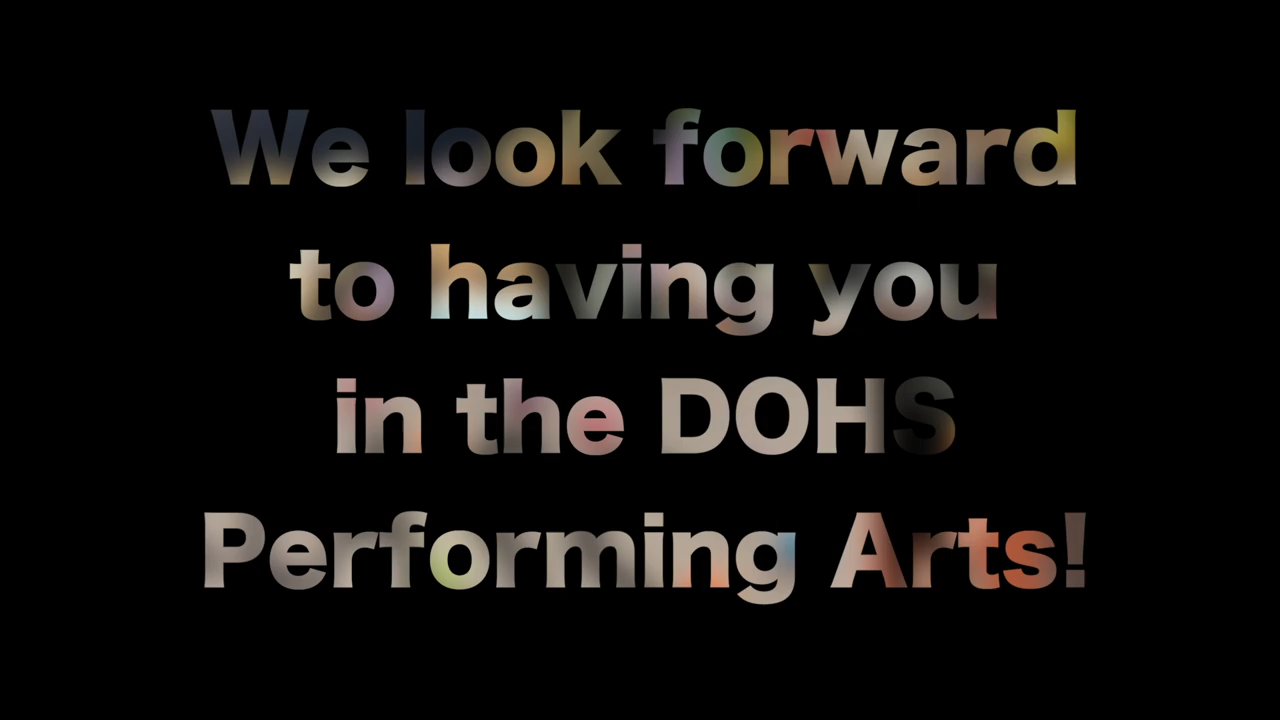 We look forward
to having you
in the DOHS
Performing Arts!